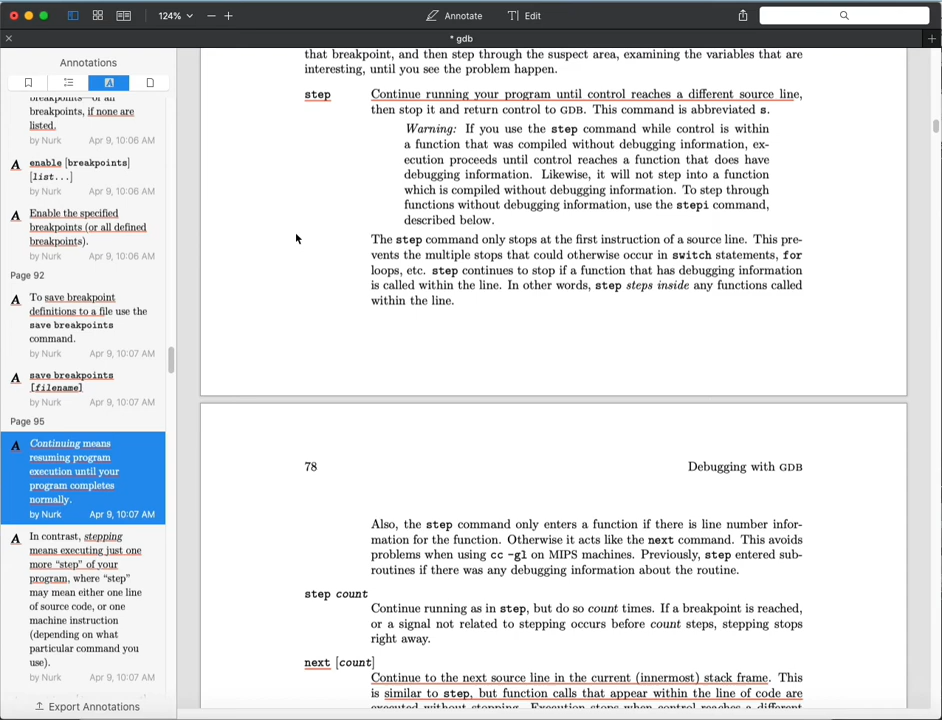 124%
Annotate
Edit
* gdb
Annotations
breakpoints—or all
breakpoints, if none are
listed.
by Nurk Apr 9, 10:06 AM
enable [breakpoints]
[list...]
by Nurk Apr 9, 10:06 AM
Enable the specified
breakpoints (or all defined
breakpoints).
by Nurk Apr 9, 10:06 AM
Page 92
To save breakpoint
definitions to a file use the
save breakpoints
command.
by Nurk Apr 9, 10:07 AM
save breakpoints
[filename]
by Nurk Apr 9, 10:07 AM
Page 95
Continuing means
resuming program
execution until your
program completes
normally.
by Nurk Apr 9, 10:07 AM
In contrast, stepping
means executing just one
more “step” of your
program, where “step”
may mean either one line
of source code, or one
machine instruction
(depending on what
particular command you
use).
by Nurk Apr 9, 10:07 AM
Export Annotations
that breakpoint, and then step through the suspect area, examining the variables that are
interesting, until you see the problem happen.
step Continue running your program until control reaches a different source line,
then stop it and return control to GDB. This command is abbreviated s.
Warning: If you use the step command while control is within
a function that was compiled without debugging information, ex-
ecution proceeds until control reaches a function that does have
debugging information. Likewise, it will not step into a function
which is compiled without debugging information. To step through
functions without debugging information, use the stepi command,
described below.
The step command only stops at the first instruction of a source line. This pre-
vents the multiple stops that could otherwise occur in switch statements, for
loops, etc. step continues to stop if a function that has debugging information
is called within the line. In other words, step steps inside any functions called
within the line.
78 Debugging with GDB
Also, the step command only enters a function if there is line number infor-
mation for the function. Otherwise it acts like the next command. This avoids
problems when using cc -gl on MIPS machines. Previously, step entered sub-
routines if there was any debugging information about the routine.
step count
Continue running as in step, but do so count times. If a breakpoint is reached,
or a signal not related to stepping occurs before count steps, stepping stops
right away.
next [count]
Continue to the next source line in the current (innermost) stack frame. This
is similar to step, but function calls that appear within the line of code are
executed without stopping. Execution stops when control reaches a different